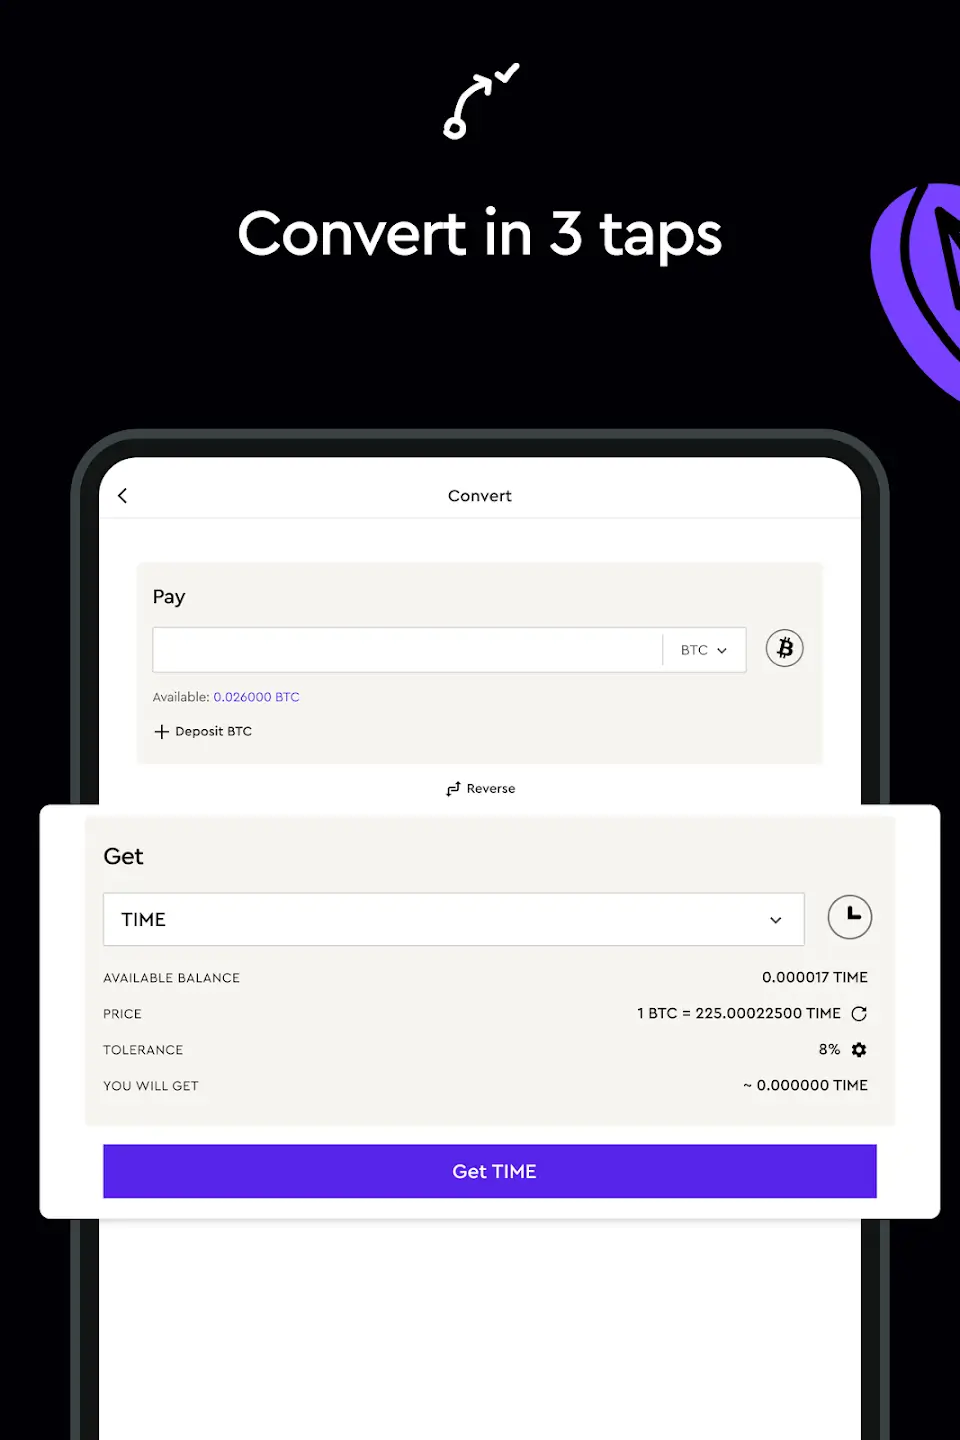 Convert in 3 taps
Convert
Pay
BTC
Available: 0.026000 BTC
Deposit BTC
Reverse
Get
TIME
AVAILABLE BALANCE 0.000017 TIME
PRICE 1 BTC = 225.00022500 TIME
TOLERANCE 8%
YOU WILL GET ~ 0.000000 TIME
Get TIME